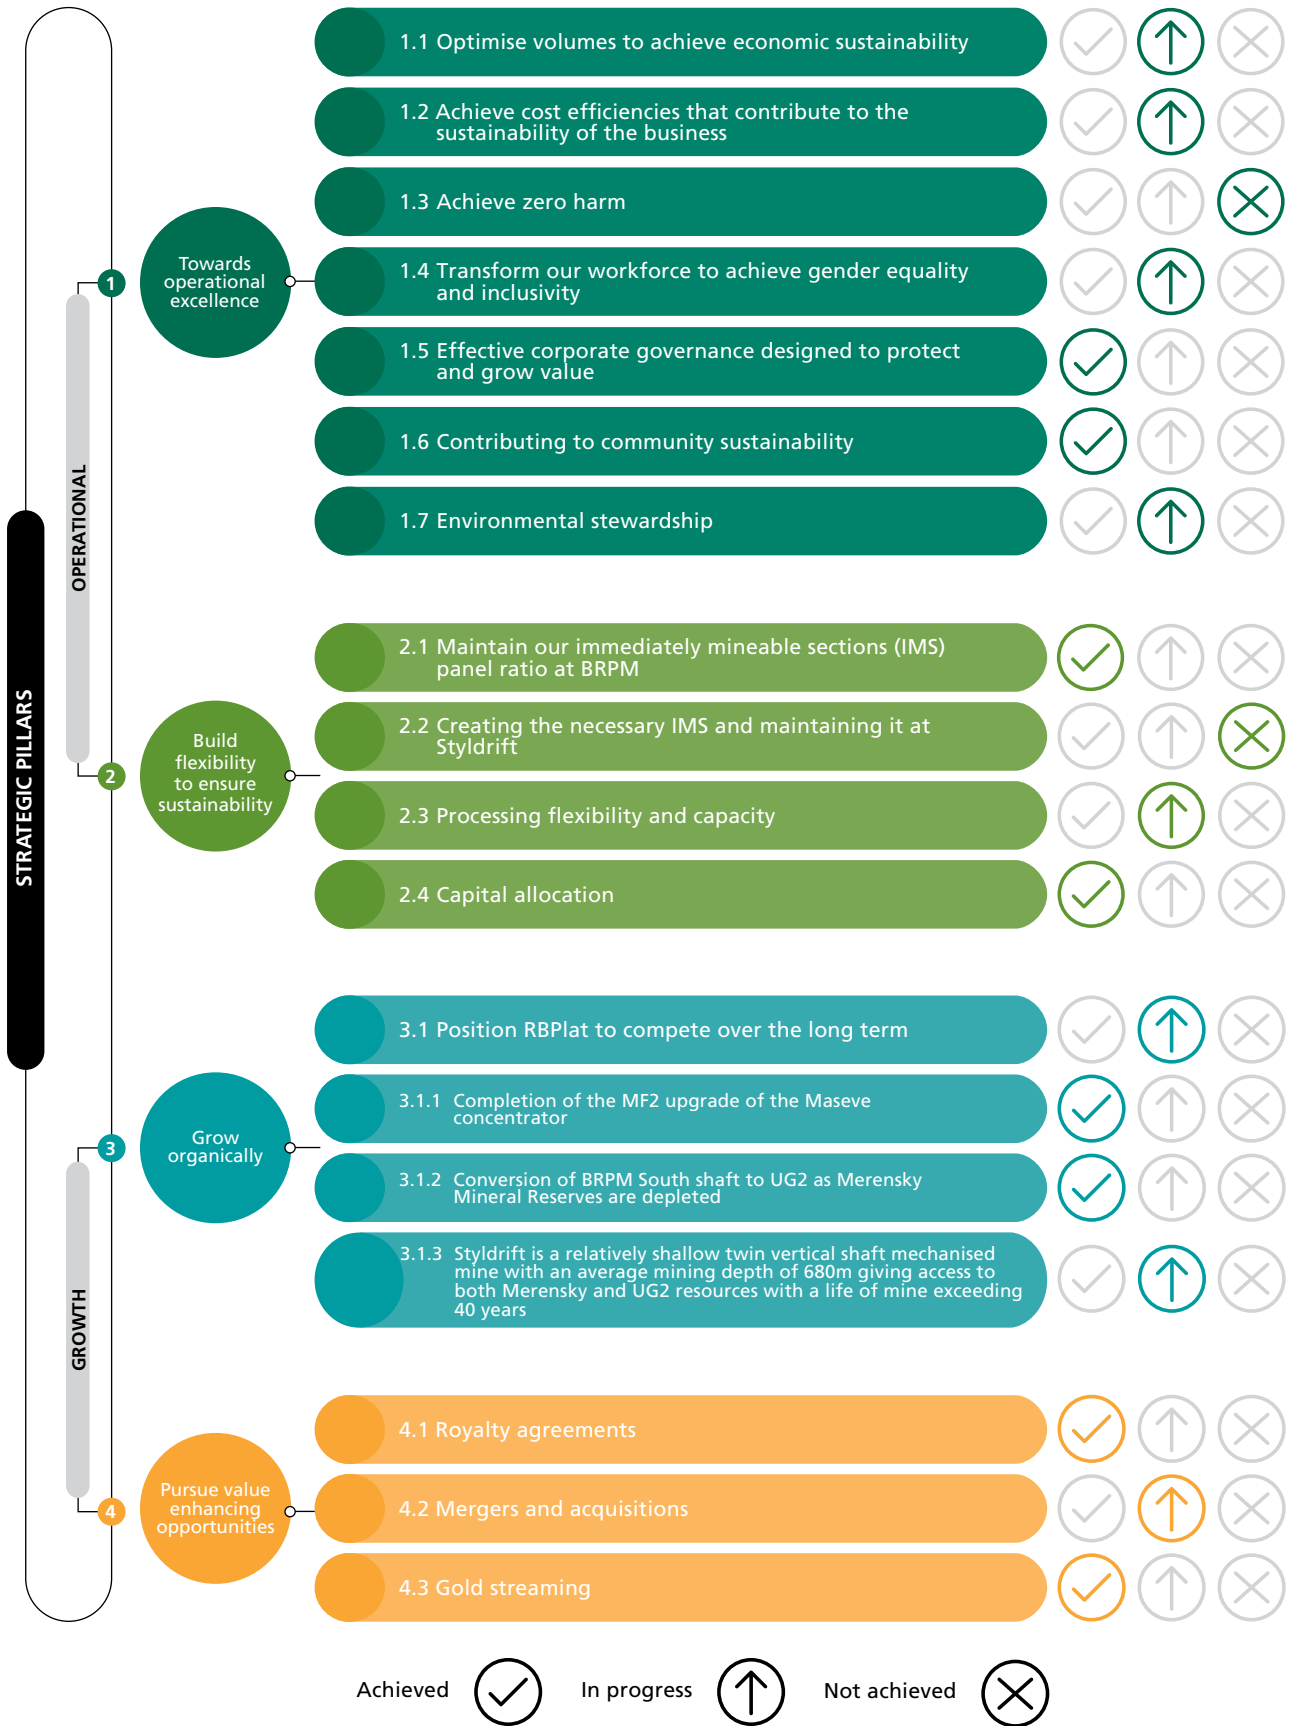 STRATEGIC PILLARS
OPERATIONAL
1
Towards
operational
excellence
1.1 Optimise volumes to achieve economic sustainability
1.2 Achieve cost efficiencies that contribute to the
sustainability of the business
1.3 Achieve zero harm
1.4 Transform our workforce to achieve gender equality
and inclusivity
1.5 Effective corporate governance designed to protect
and grow value
1.6 Contributing to community sustainability
1.7 Environmental stewardship
2
Build
flexibility
to ensure
sustainability
2.1 Maintain our immediately mineable sections (IMS)
panel ratio at BRPM
2.2 Creating the necessary IMS and maintaining it at
Styldrift
2.3 Processing flexibility and capacity
2.4 Capital allocation
GROWTH
3
Grow
organically
3.1 Position RBPlat to compete over the long term
3.1.1 Completion of the MF2 upgrade of the Maseve
concentrator
3.1.2 Conversion of BRPM South shaft to UG2 as Merensky
Mineral Reserves are depleted
3.1.3 Styldrift is a relatively shallow twin vertical shaft mechanised
mine with an average mining depth of 680m giving access to
both Merensky and UG2 resources with a life of mine exceeding
40 years
4
Pursue value
enhancing
opportunities
4.1 Royalty agreements
4.2 Mergers and acquisitions
4.3 Gold streaming
Achieved In progress Not achieved